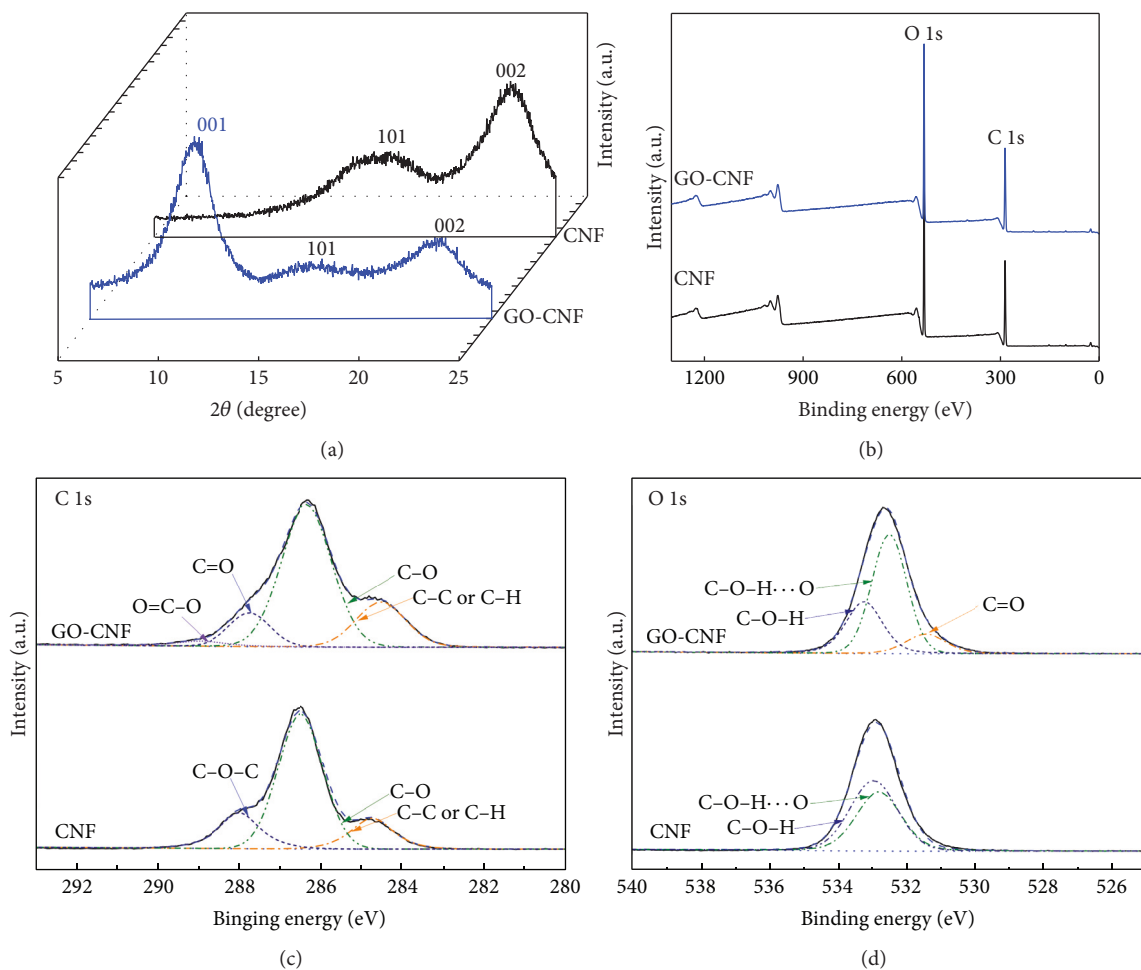 001
101
002
101
002
CNF
GO-CNF
Intensity (a.u.)
5
10
15
20
25
2θ (degree)
(a)
O 1s
C 1s
GO-CNF
CNF
Intensity (a.u.)
1200
900
600
300
0
Binding energy (eV)
(b)
C 1s
C=O
O=C–O
C–O
C–C or C–H
GO-CNF
C–O–C
C–O
C–C or C–H
CNF
Intensity (a.u.)
292
290
288
286
284
282
280
Binging energy (eV)
(c)
O 1s
C–O–H⋯O
C–O–H
C=O
GO-CNF
C–O–H⋯O
C–O–H
CNF
Intensity (a.u.)
540
538
536
534
532
530
528
526
Binding energy (eV)
(d)